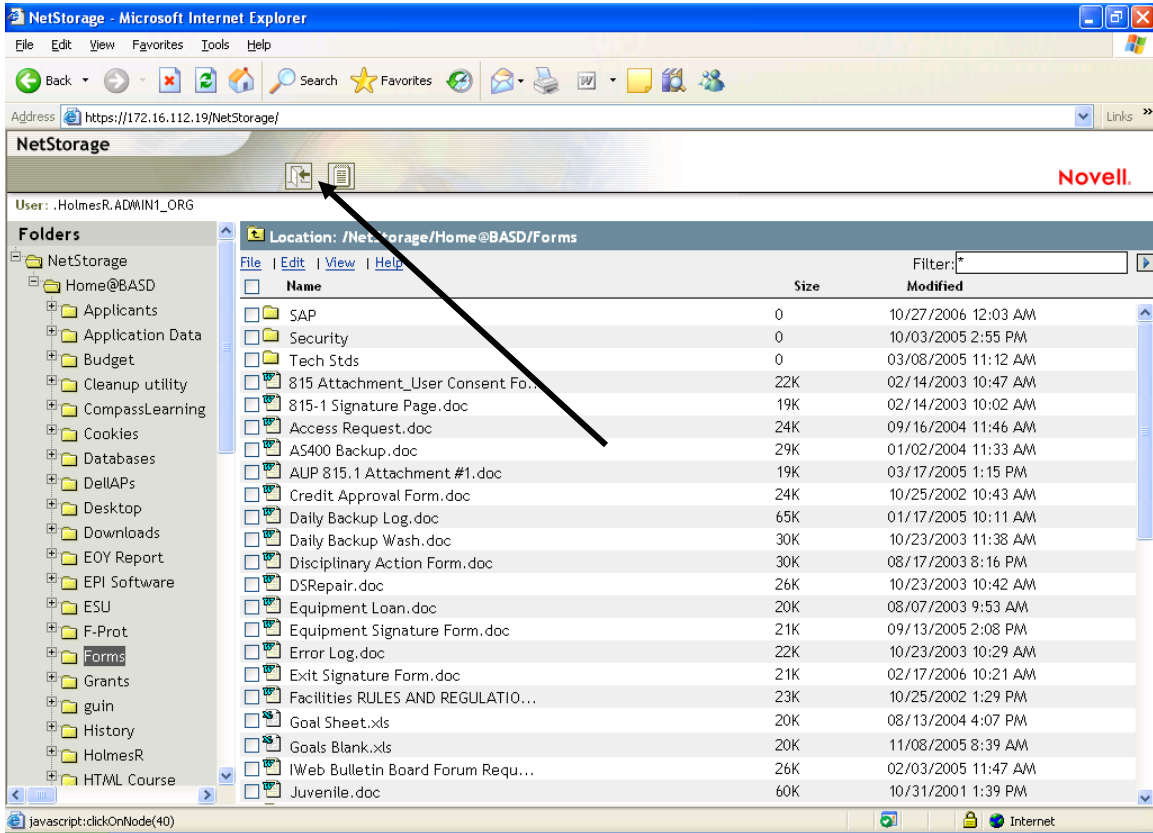 NetStorage - Microsoft Internet Explorer
File Edit View Favorites Tools Help
Back Search Favorites
Address https://172.16.112.19/NetStorage/ Links »
NetStorage
Novell.
User: .HolmesR.ADMIN1_ORG
Folders
NetStorage
Home@BASD
Applicants
Application Data
Budget
Cleanup utility
CompassLearning
Cookies
Databases
DellAPs
Desktop
Downloads
EOY Report
EPI Software
ESU
F-Prot
Forms
Grants
guin
History
HolmesR
HTML Course
Location: /NetStorage/Home@BASD/Forms
File | Edit | View | Help Filter: *
Name Size Modified
SAP 0 10/27/2006 12:03 AM
Security 0 10/03/2005 2:55 PM
Tech Stds 0 03/08/2005 11:12 AM
815 Attachment_User Consent Fo... 22K 02/14/2003 10:47 AM
815-1 Signature Page.doc 19K 02/14/2003 10:02 AM
Access Request.doc 24K 09/16/2004 11:46 AM
AS400 Backup.doc 29K 01/02/2004 11:33 AM
AUP 815.1 Attachment #1.doc 19K 03/17/2005 1:15 PM
Credit Approval Form.doc 24K 10/25/2002 10:43 AM
Daily Backup Log.doc 65K 01/17/2005 10:11 AM
Daily Backup Wash.doc 30K 10/23/2003 11:38 AM
Disciplinary Action Form.doc 30K 08/17/2003 8:16 PM
DSRepair.doc 26K 10/23/2003 10:42 AM
Equipment Loan.doc 20K 08/07/2003 9:53 AM
Equipment Signature Form.doc 21K 09/13/2005 2:08 PM
Error Log.doc 22K 10/23/2003 10:29 AM
Exit Signature Form.doc 21K 02/17/2006 10:21 AM
Facilities RULES AND REGULATIO... 23K 10/25/2002 1:29 PM
Goal Sheet.xls 20K 08/13/2004 4:07 PM
Goals Blank.xls 20K 11/08/2005 8:39 AM
IWeb Bulletin Board Forum Requ... 26K 02/03/2005 11:47 AM
Juvenile.doc 60K 10/31/2001 1:39 PM
javascript:clickOnNode(40) Internet